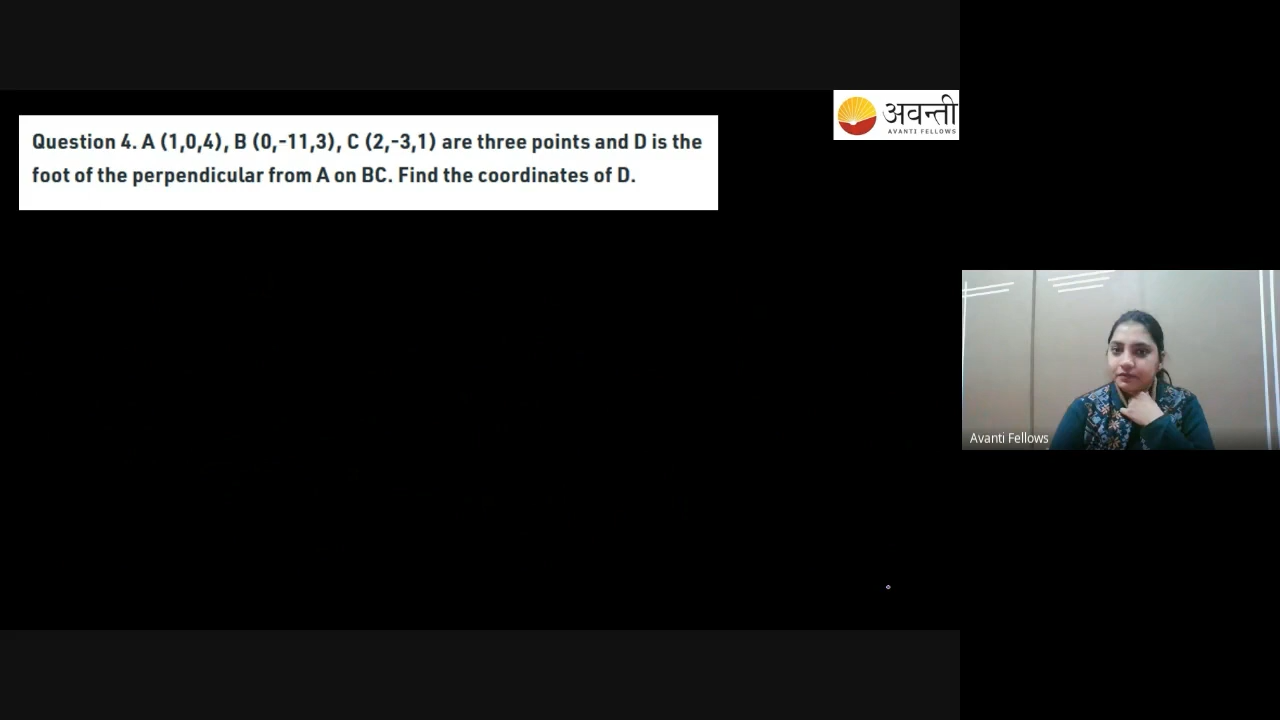 अवन्ती
AVANTI FELLOWS
Question 4. A (1,0,4), B (0,-11,3), C (2,-3,1) are three points and D is the
foot of the perpendicular from A on BC. Find the coordinates of D.
Avanti Fellows